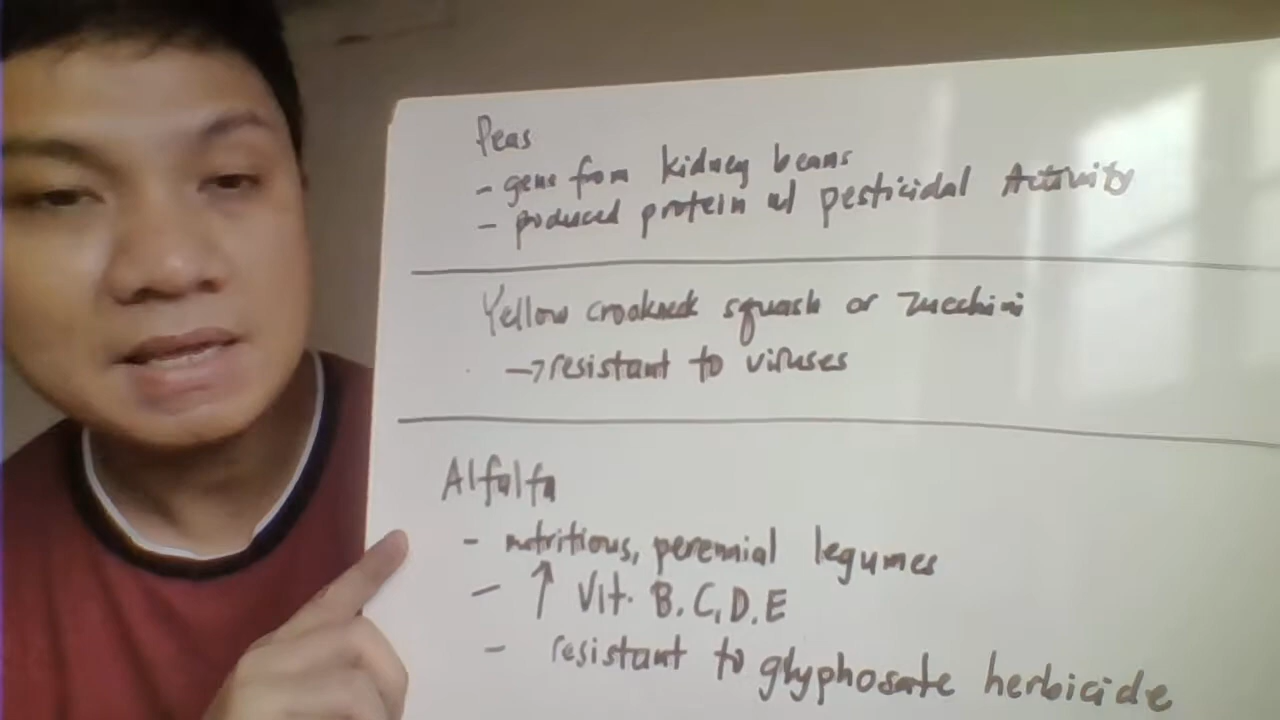 Peas
- gene from kidney beans
- produced protein w/ pesticidal Activity
Yellow crookneck squash or zucchini
→ resistant to viruses
Alfalfa
- nutritious, perennial legumes
- ↑ Vit. B, C, D, E
- resistant to glyphosate herbicide